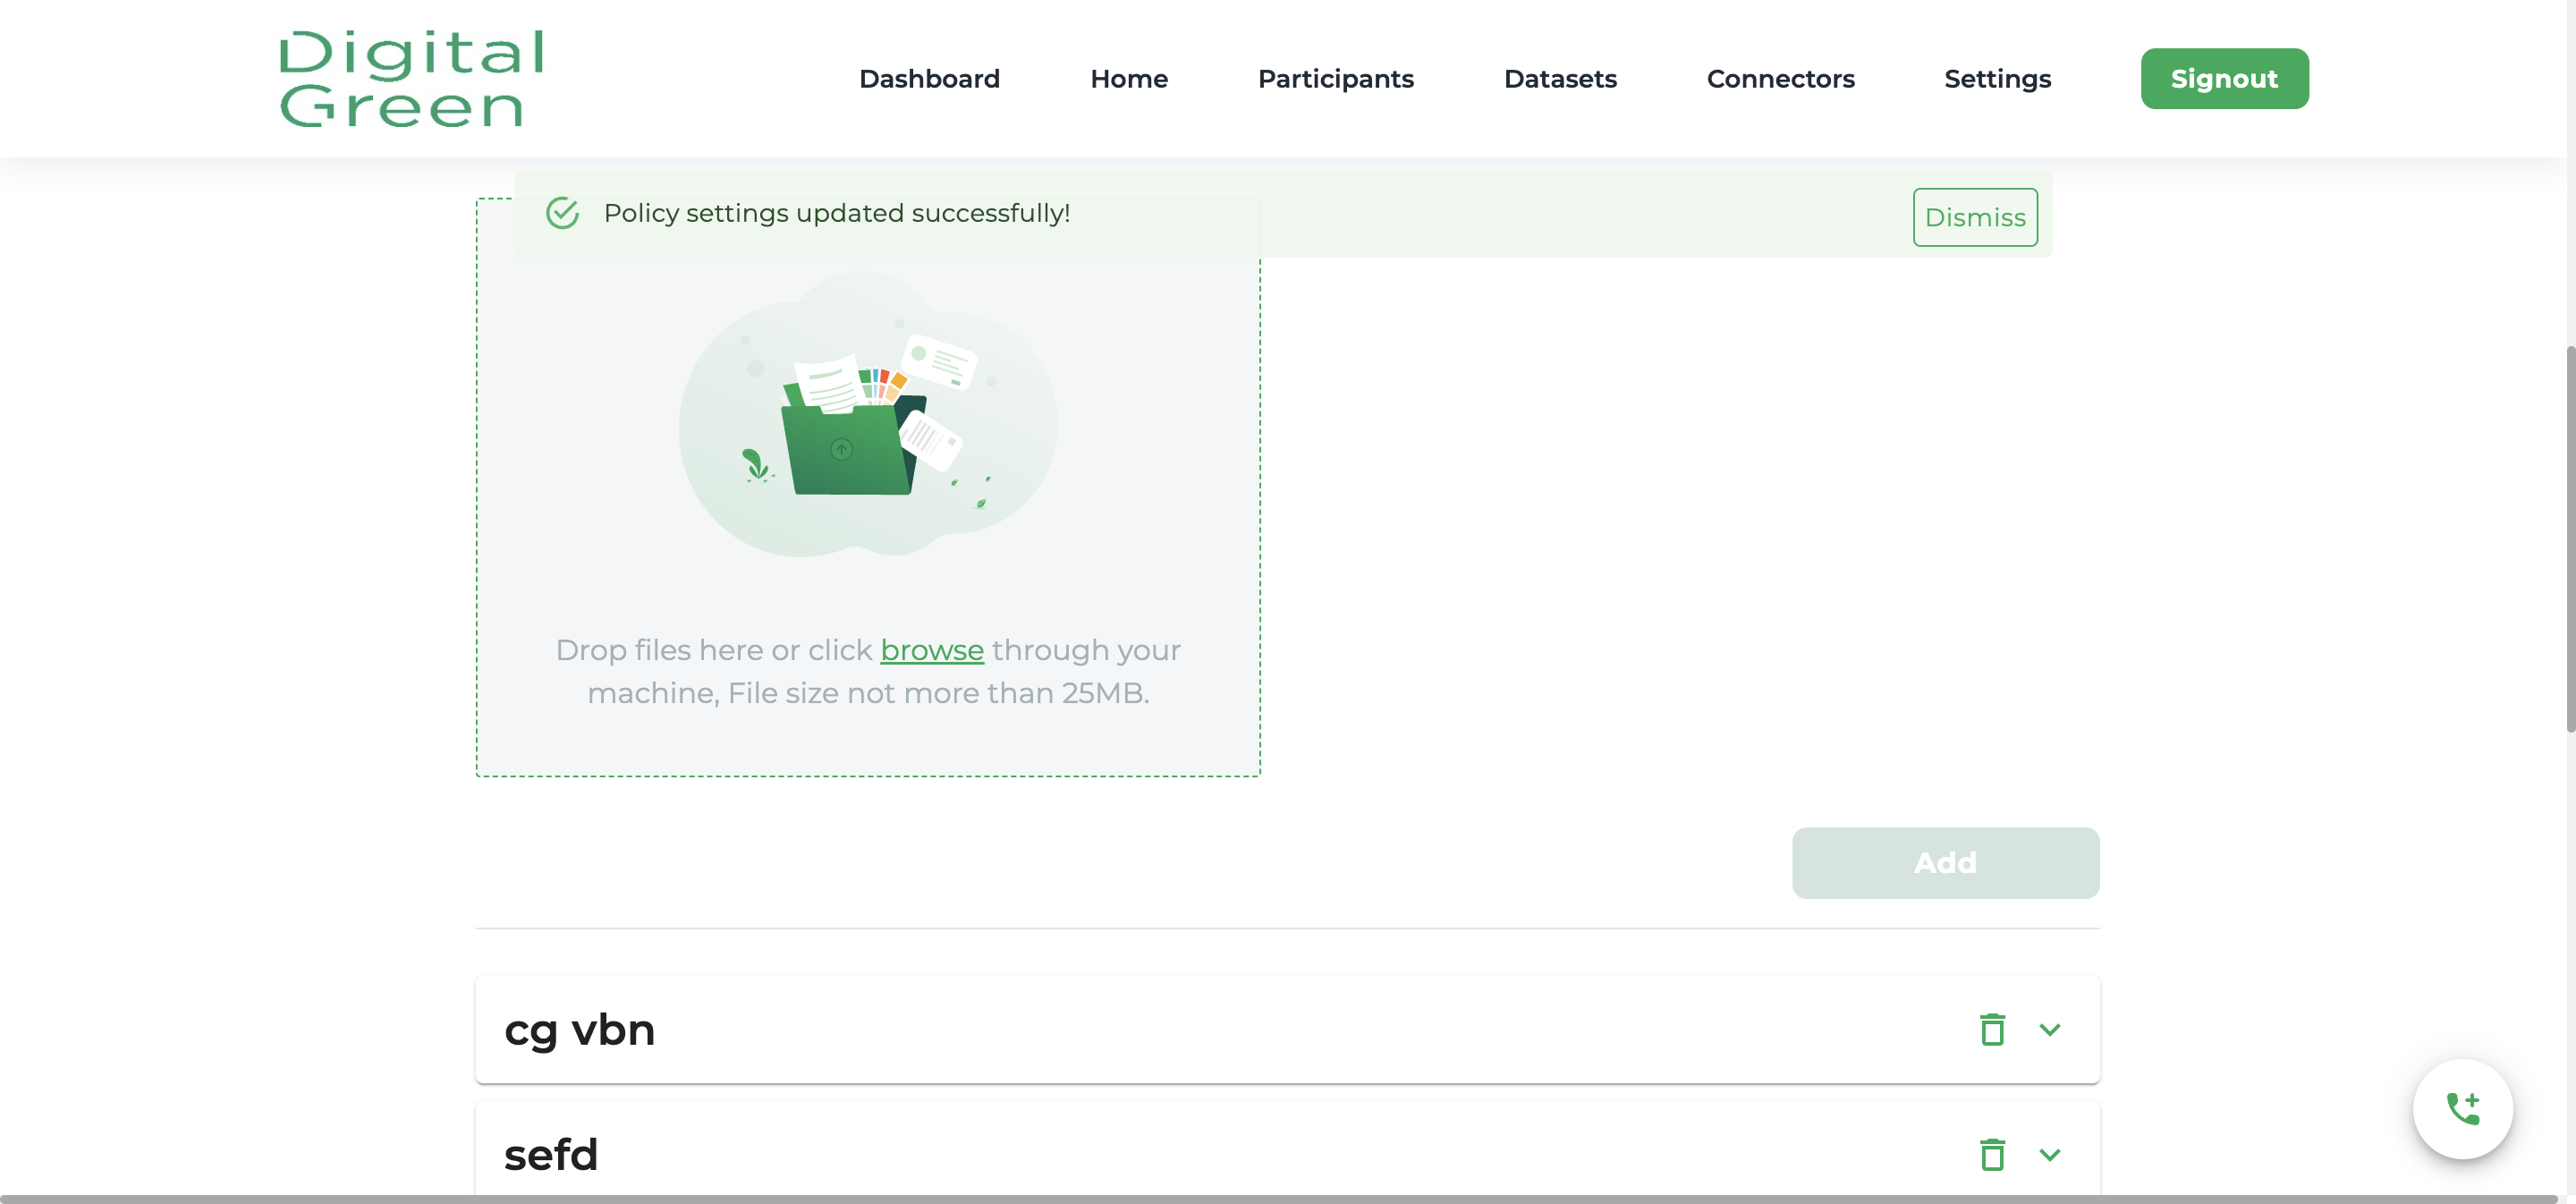 Digital
Green
Dashboard
Home
Participants
Datasets
Connectors
Settings
Signout
Policy settings updated successfully!
Dismiss
Drop files here or click browse through your
machine, File size not more than 25MB.
Add
cg vbn
sefd